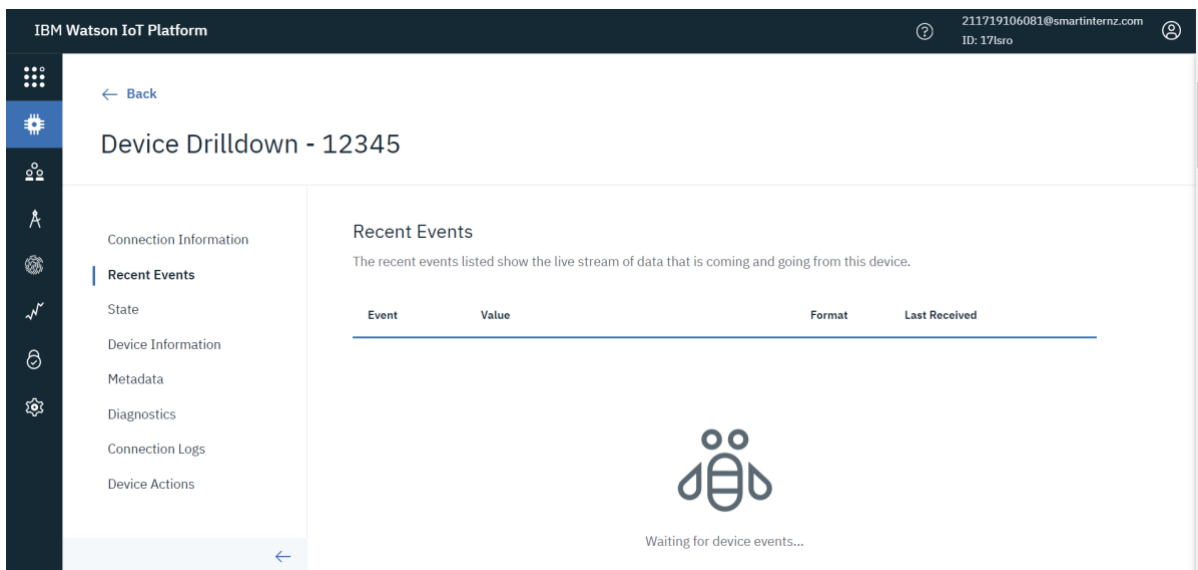 IBM Watson IoT Platform
211719106081@smartinternz.com
ID: 17lsro
Back
Device Drilldown - 12345
Connection Information
Recent Events
State
Device Information
Metadata
Diagnostics
Connection Logs
Device Actions
Recent Events
The recent events listed show the live stream of data that is coming and going from this device.
Event Value Format Last Received
Waiting for device events...